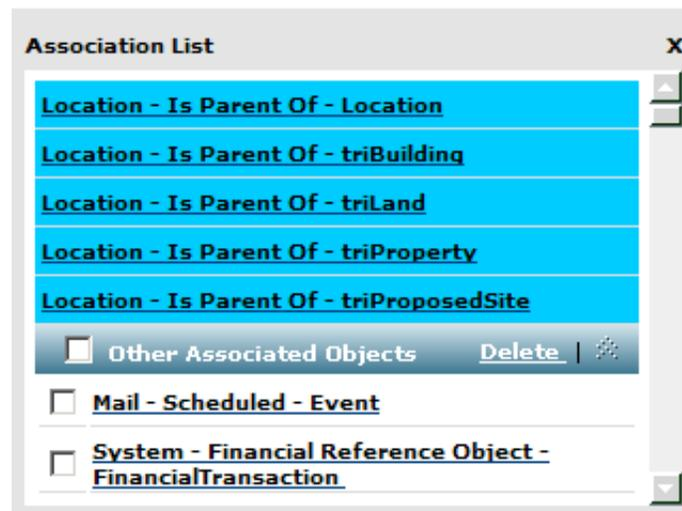 Association List X
Location - Is Parent Of - Location
Location - Is Parent Of - triBuilding
Location - Is Parent Of - triLand
Location - Is Parent Of - triProperty
Location - Is Parent Of - triProposedSite
Other Associated Objects Delete |
Mail - Scheduled - Event
System - Financial Reference Object -
FinancialTransaction